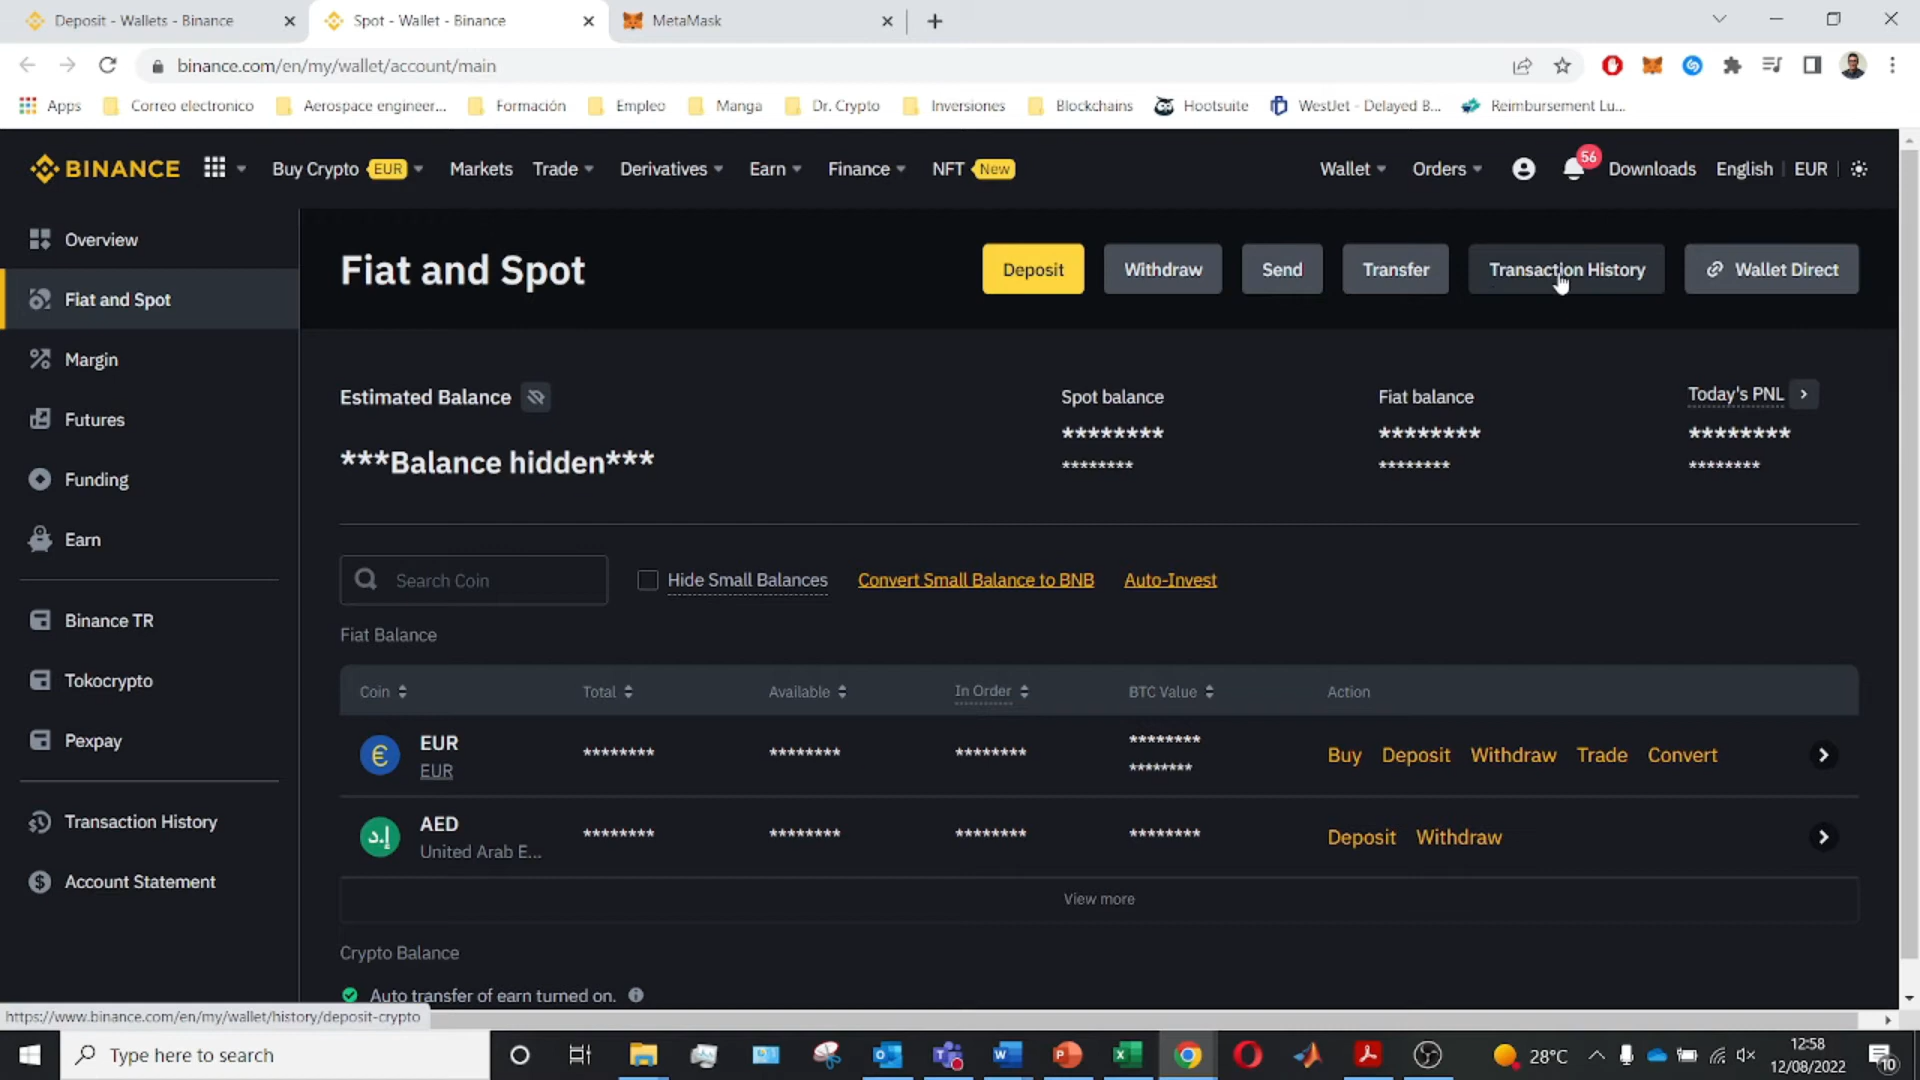 Deposit - Wallets - Binance
Spot - Wallet - Binance
MetaMask
binance.com/en/my/wallet/account/main
Apps
Correo electronico
Aerospace engineer...
Formación
Empleo
Manga
Dr. Crypto
Inversiones
Blockchains
Hootsuite
WestJet - Delayed B...
Reimbursement Lu...
BINANCE
Buy Crypto EUR
Markets
Trade
Derivatives
Earn
Finance
NFT New
Wallet
Orders
56
Downloads
English
EUR
Overview
Fiat and Spot
Margin
Futures
Funding
Earn
Binance TR
Tokocrypto
Pexpay
Transaction History
Account Statement
Fiat and Spot
Deposit
Withdraw
Send
Transfer
Transaction History
Wallet Direct
Estimated Balance
***Balance hidden***
Spot balance
********
********
Fiat balance
********
********
Today's PNL
********
********
Search Coin
Hide Small Balances
Convert Small Balance to BNB
Auto-Invest
Fiat Balance
Coin Total Available In Order BTC Value Action
EUR
EUR
******** ******** ******** ********
********
Buy Deposit Withdraw Trade Convert
د.إ
AED
United Arab E...
******** ******** ******** ********
Deposit Withdraw
View more
Crypto Balance
Auto transfer of earn turned on.
https://www.binance.com/en/my/wallet/history/deposit-crypto
Type here to search
28°C
12:58
12/08/2022
10